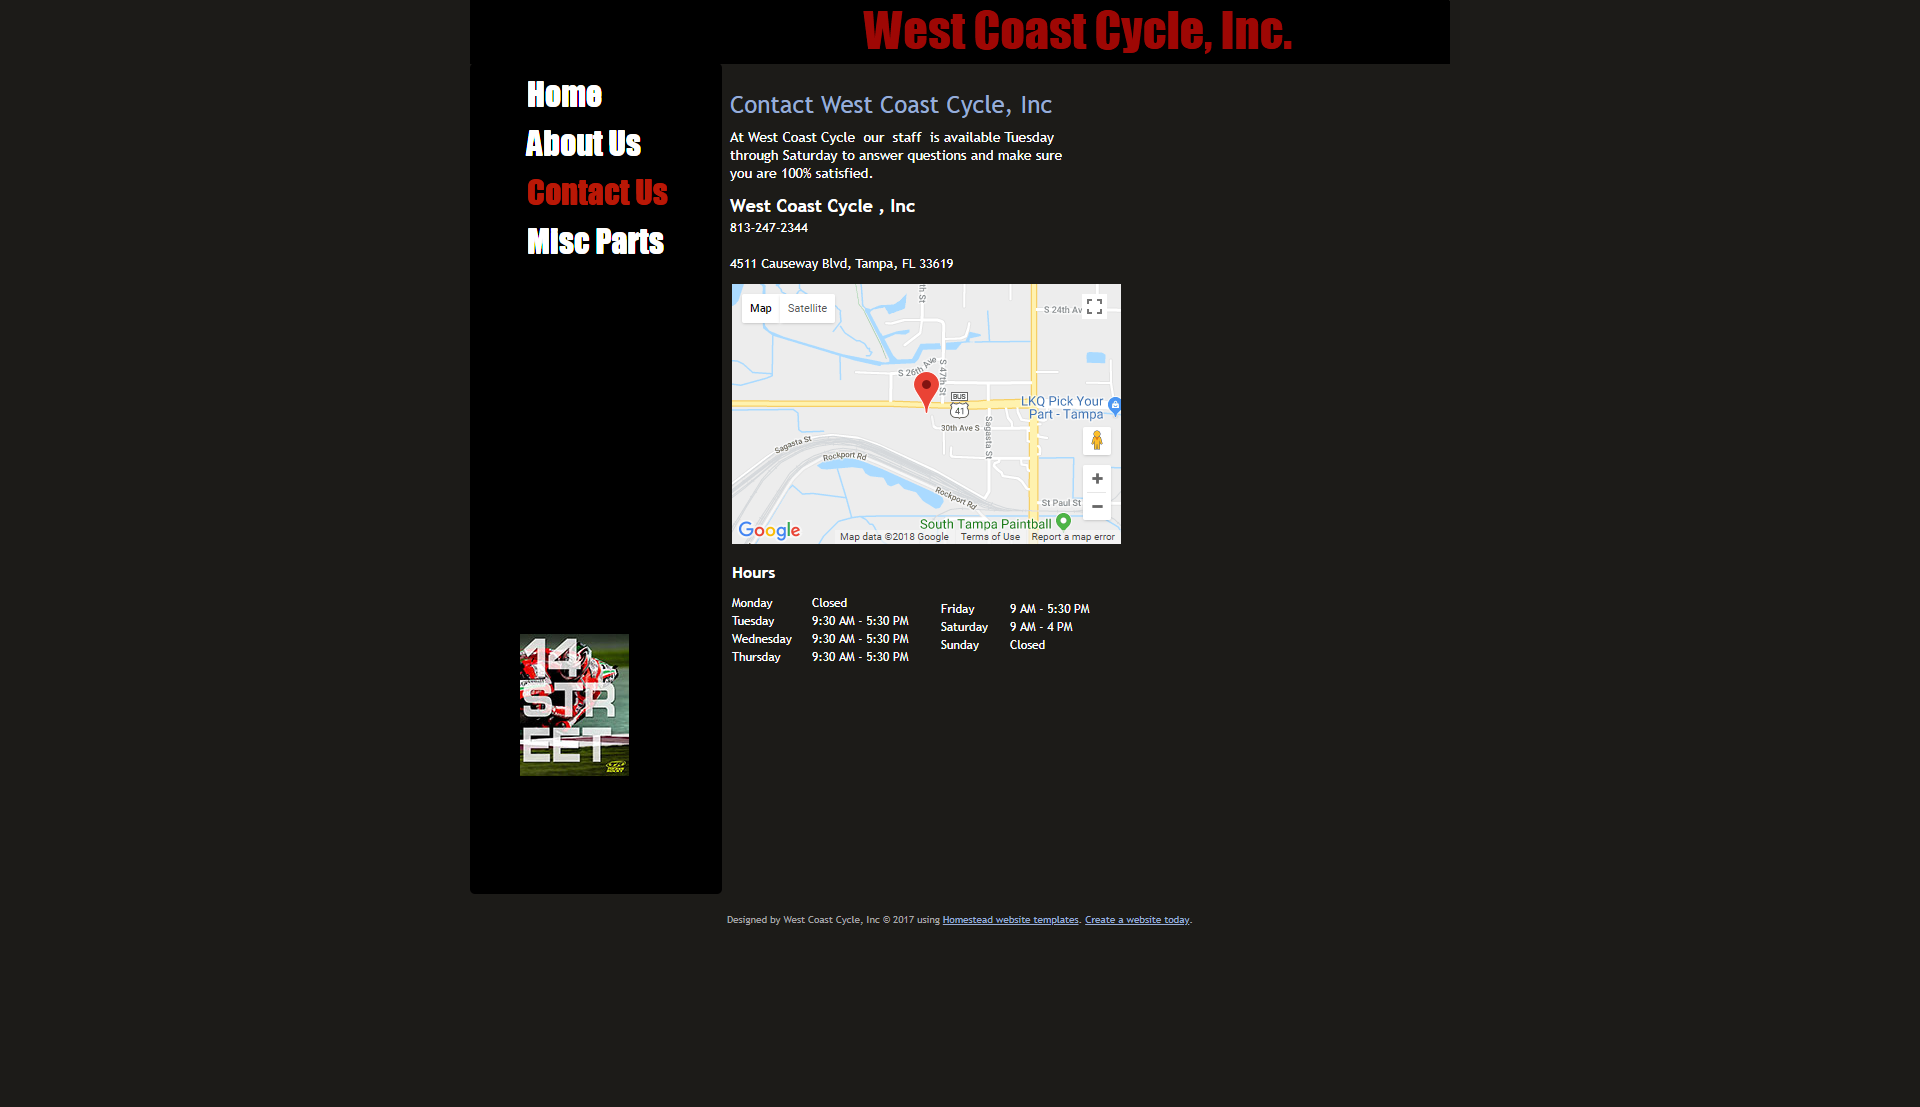 West Coast Cycle, Inc.
Home
About Us
Contact Us
Misc Parts
Contact West Coast Cycle, Inc
At West Coast Cycle  our  staff  is available Tuesday
through Saturday to answer questions and make sure
you are 100% satisfied.
West Coast Cycle , Inc
813-247-2344
4511 Causeway Blvd, Tampa, FL 33619
Map Satellite
th St
S 24th Av
S 26th Ave
S 47th St
BUS
41
LKQ Pick Your
Part - Tampa
30th Ave S
Sagasta St
Sagasta St
Rockport Rd
Rockport Rd
St Paul St
South Tampa Paintball
Google
Map data ©2018 Google Terms of Use Report a map error
Hours
Monday Closed
Tuesday 9:30 AM - 5:30 PM
Wednesday 9:30 AM - 5:30 PM
Thursday 9:30 AM - 5:30 PM
Friday 9 AM - 5:30 PM
Saturday 9 AM - 4 PM
Sunday Closed
14
STR
EET
Designed by West Coast Cycle, Inc © 2017 using Homestead website templates. Create a website today.